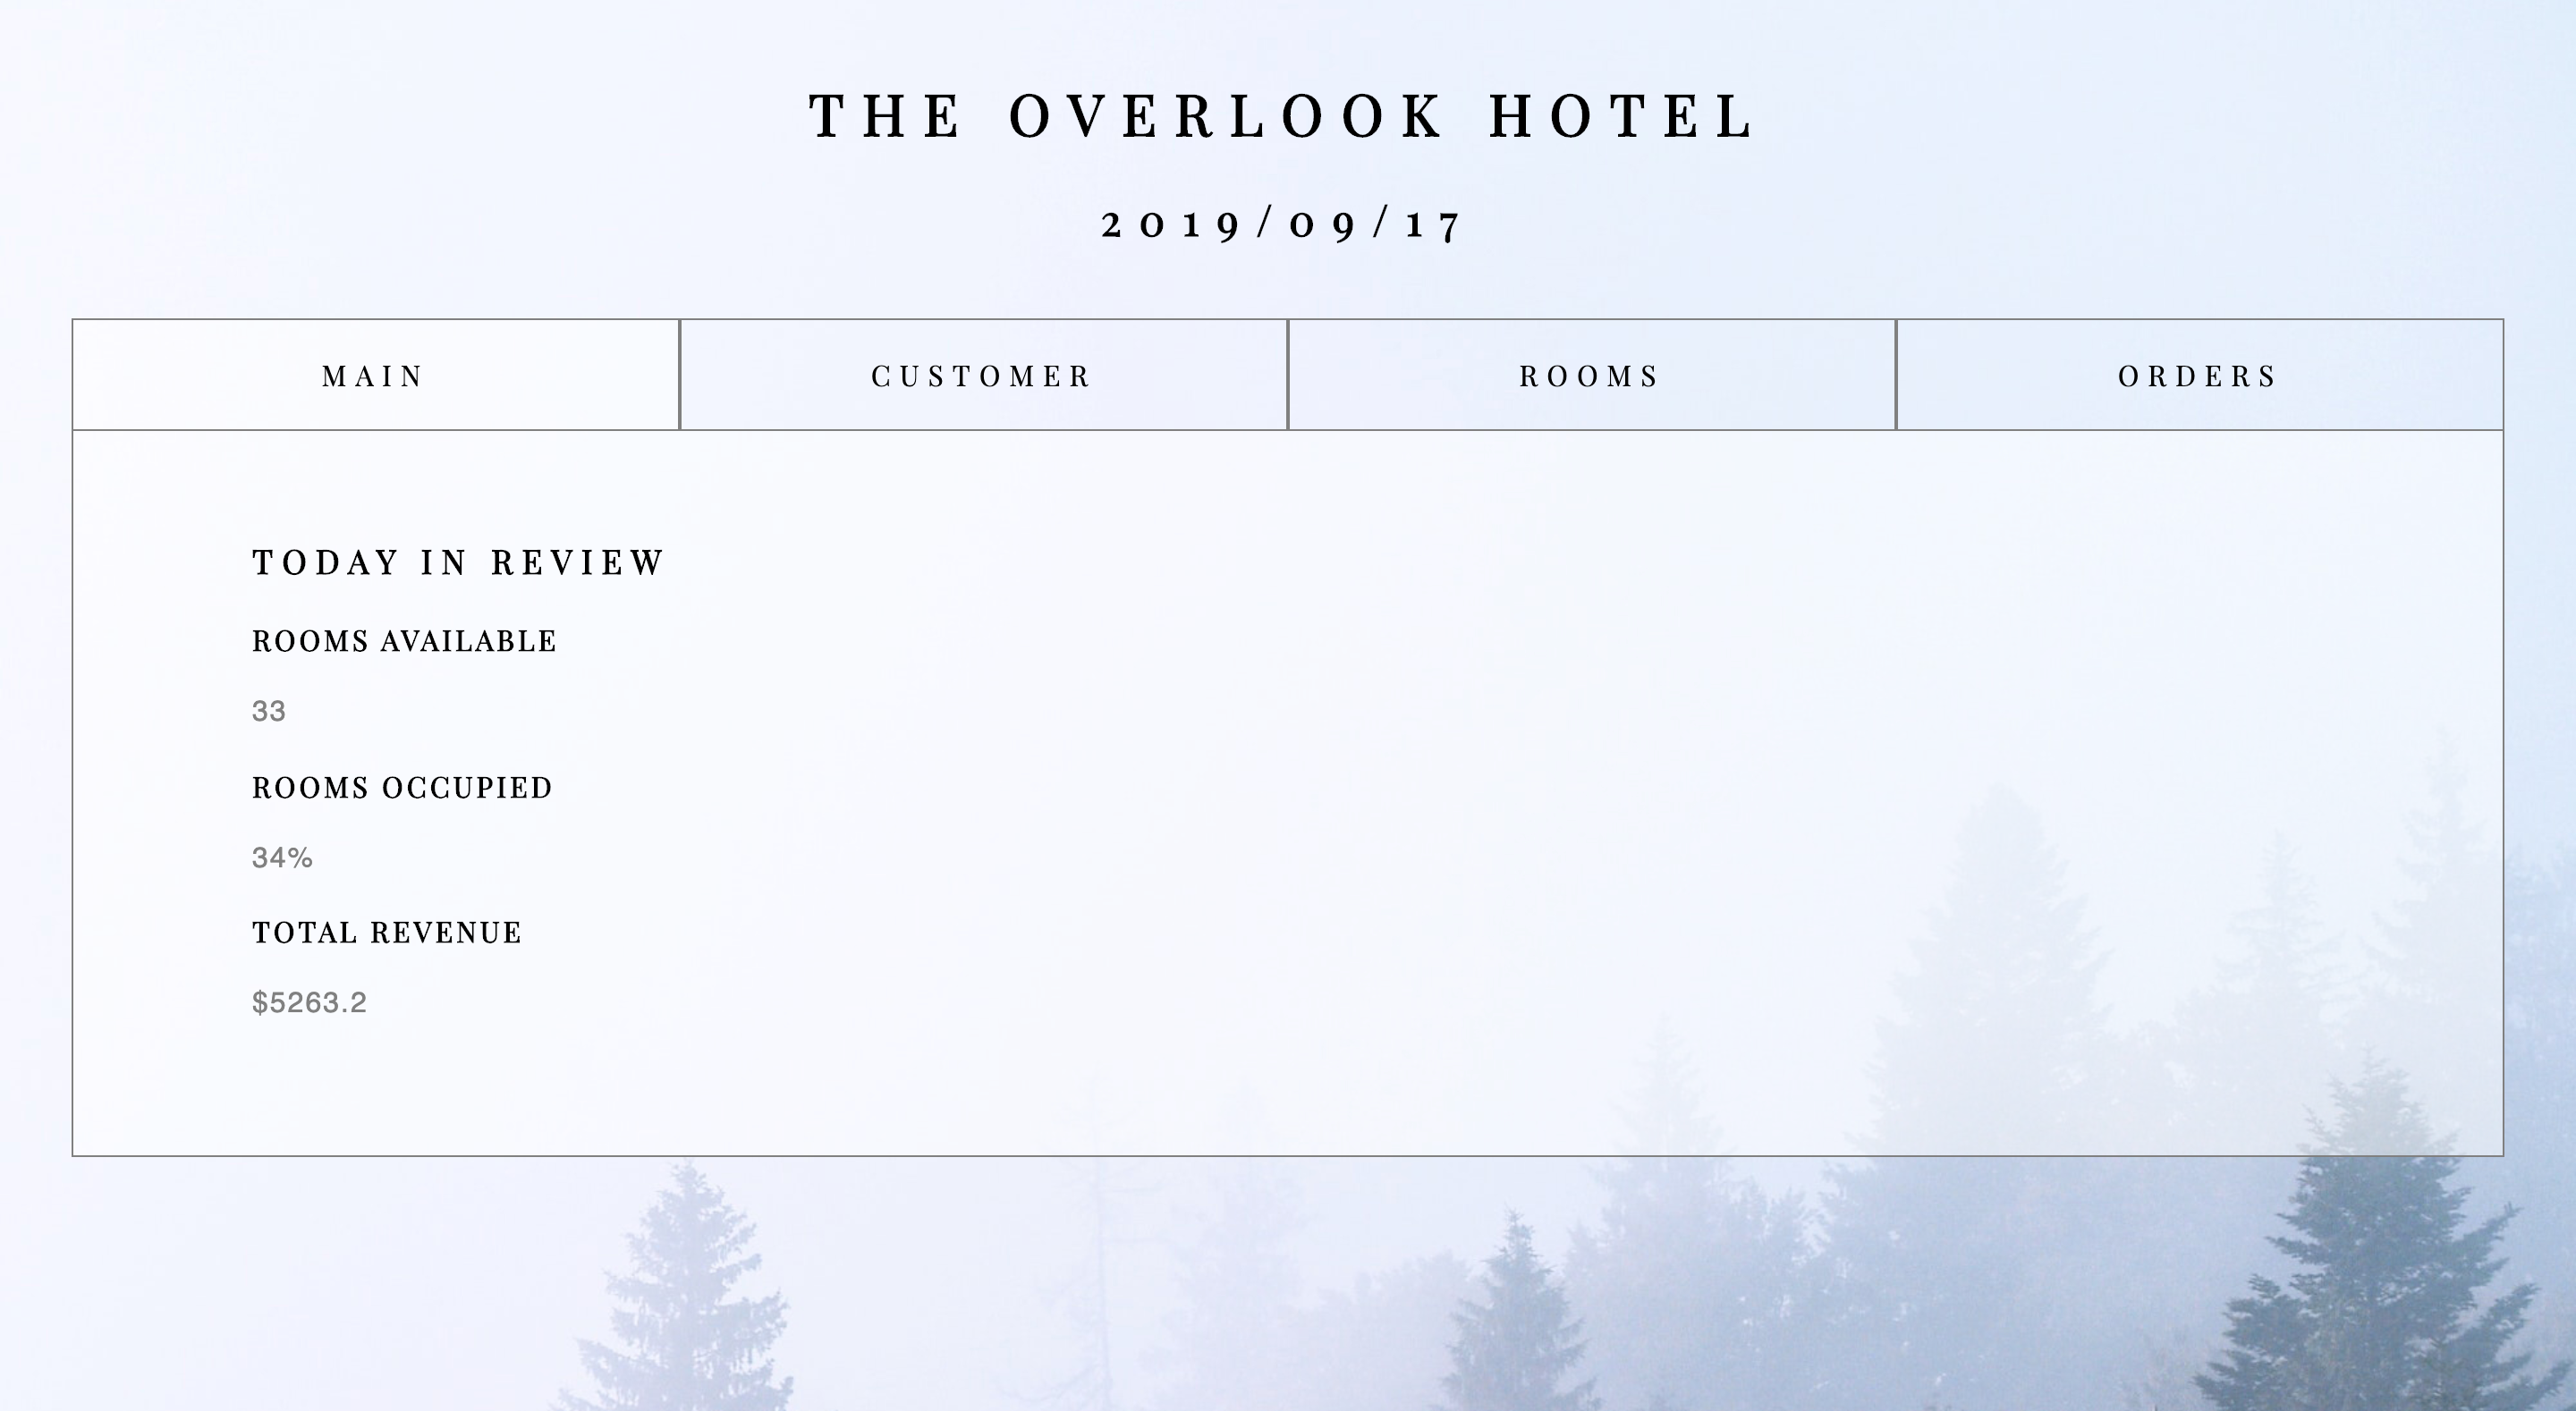 THE OVERLOOK HOTEL
2019/09/17
MAIN CUSTOMER ROOMS ORDERS
TODAY IN REVIEW
ROOMS AVAILABLE
33
ROOMS OCCUPIED
34%
TOTAL REVENUE
$5263.2